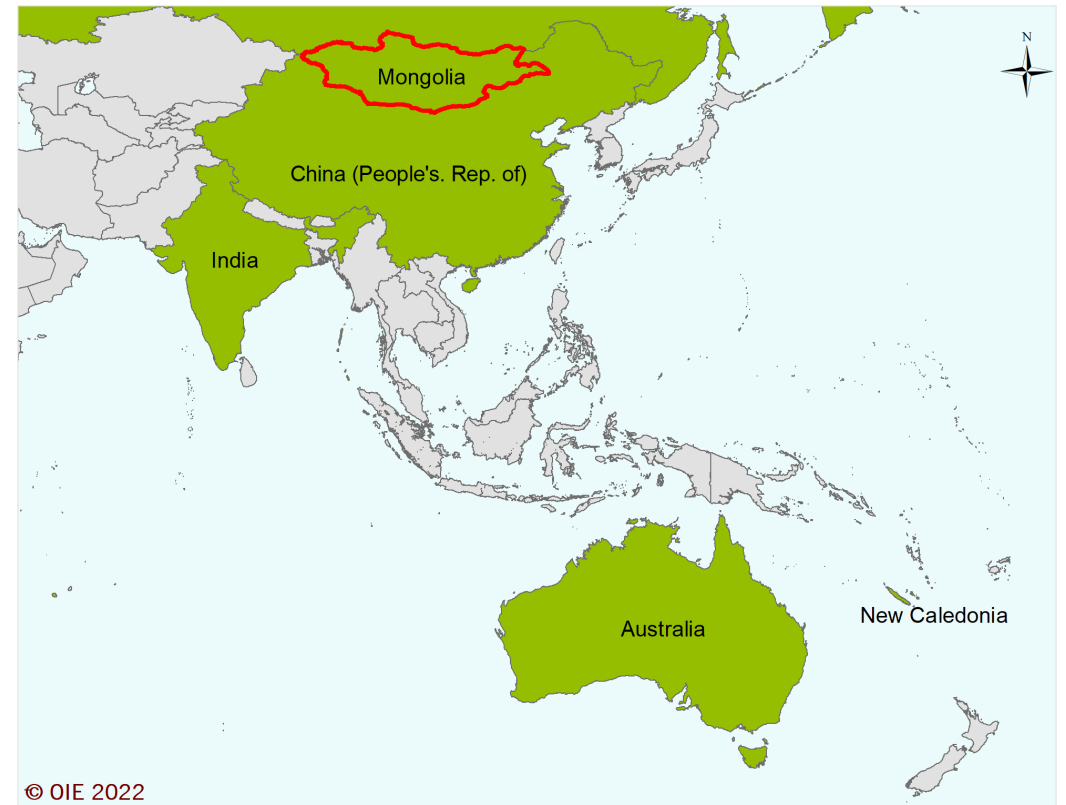 N
Mongolia
China (People's. Rep. of)
India
New Caledonia
Australia
© OIE 2022